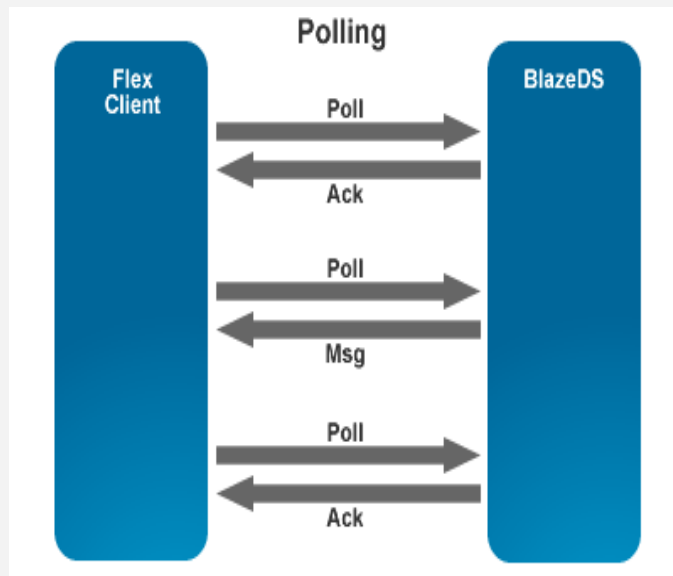 Polling
Flex
Client
BlazeDS
Poll
Ack
Poll
Msg
Poll
Ack